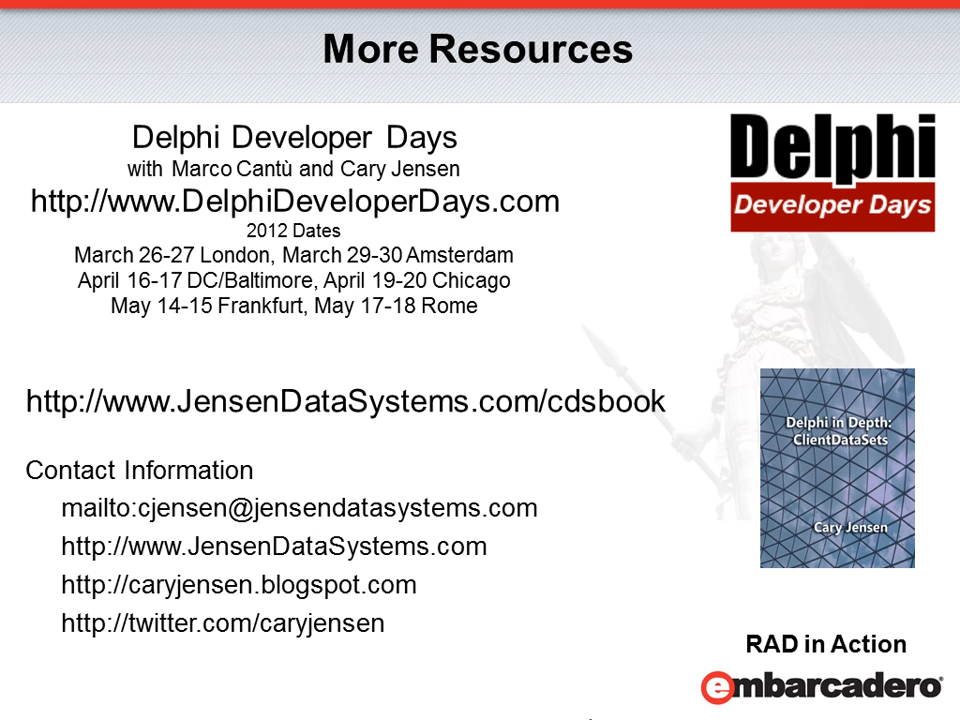 More Resources
Delphi Developer Days
with Marco Cantù and Cary Jensen
http://www.DelphiDeveloperDays.com
2012 Dates
March 26-27 London, March 29-30 Amsterdam
April 16-17 DC/Baltimore, April 19-20 Chicago
May 14-15 Frankfurt, May 17-18 Rome
Delphi
Developer Days
http://www.JensenDataSystems.com/cdsbook
Delphi in Depth:
ClientDataSets
Cary Jensen
Contact Information
mailto:cjensen@jensendatasystems.com
http://www.JensenDataSystems.com
http://caryjensen.blogspot.com
http://twitter.com/caryjensen
RAD in Action
embarcadero®